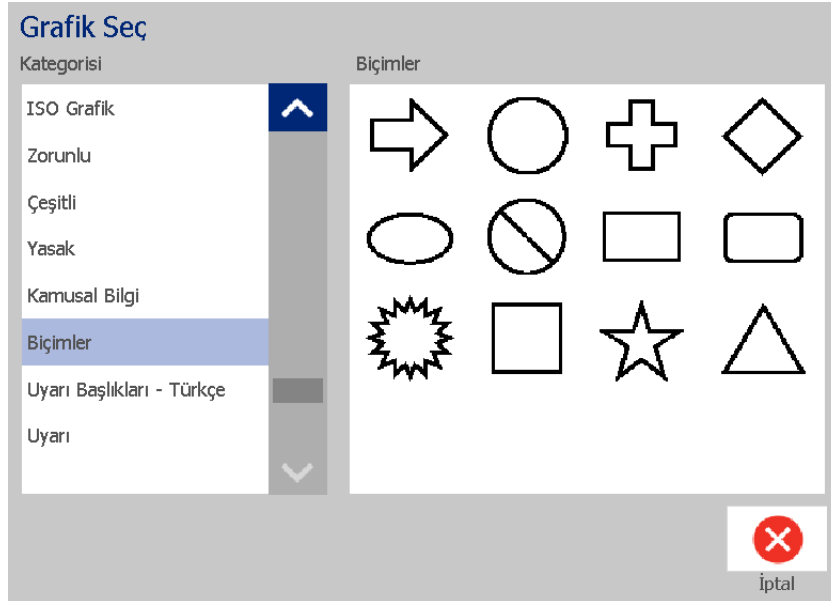 Grafik Seç
Kategorisi
Biçimler
ISO Grafik
Zorunlu
Çeşitli
Yasak
Kamusal Bilgi
Biçimler
Uyarı Başlıkları - Türkçe
Uyarı
İptal